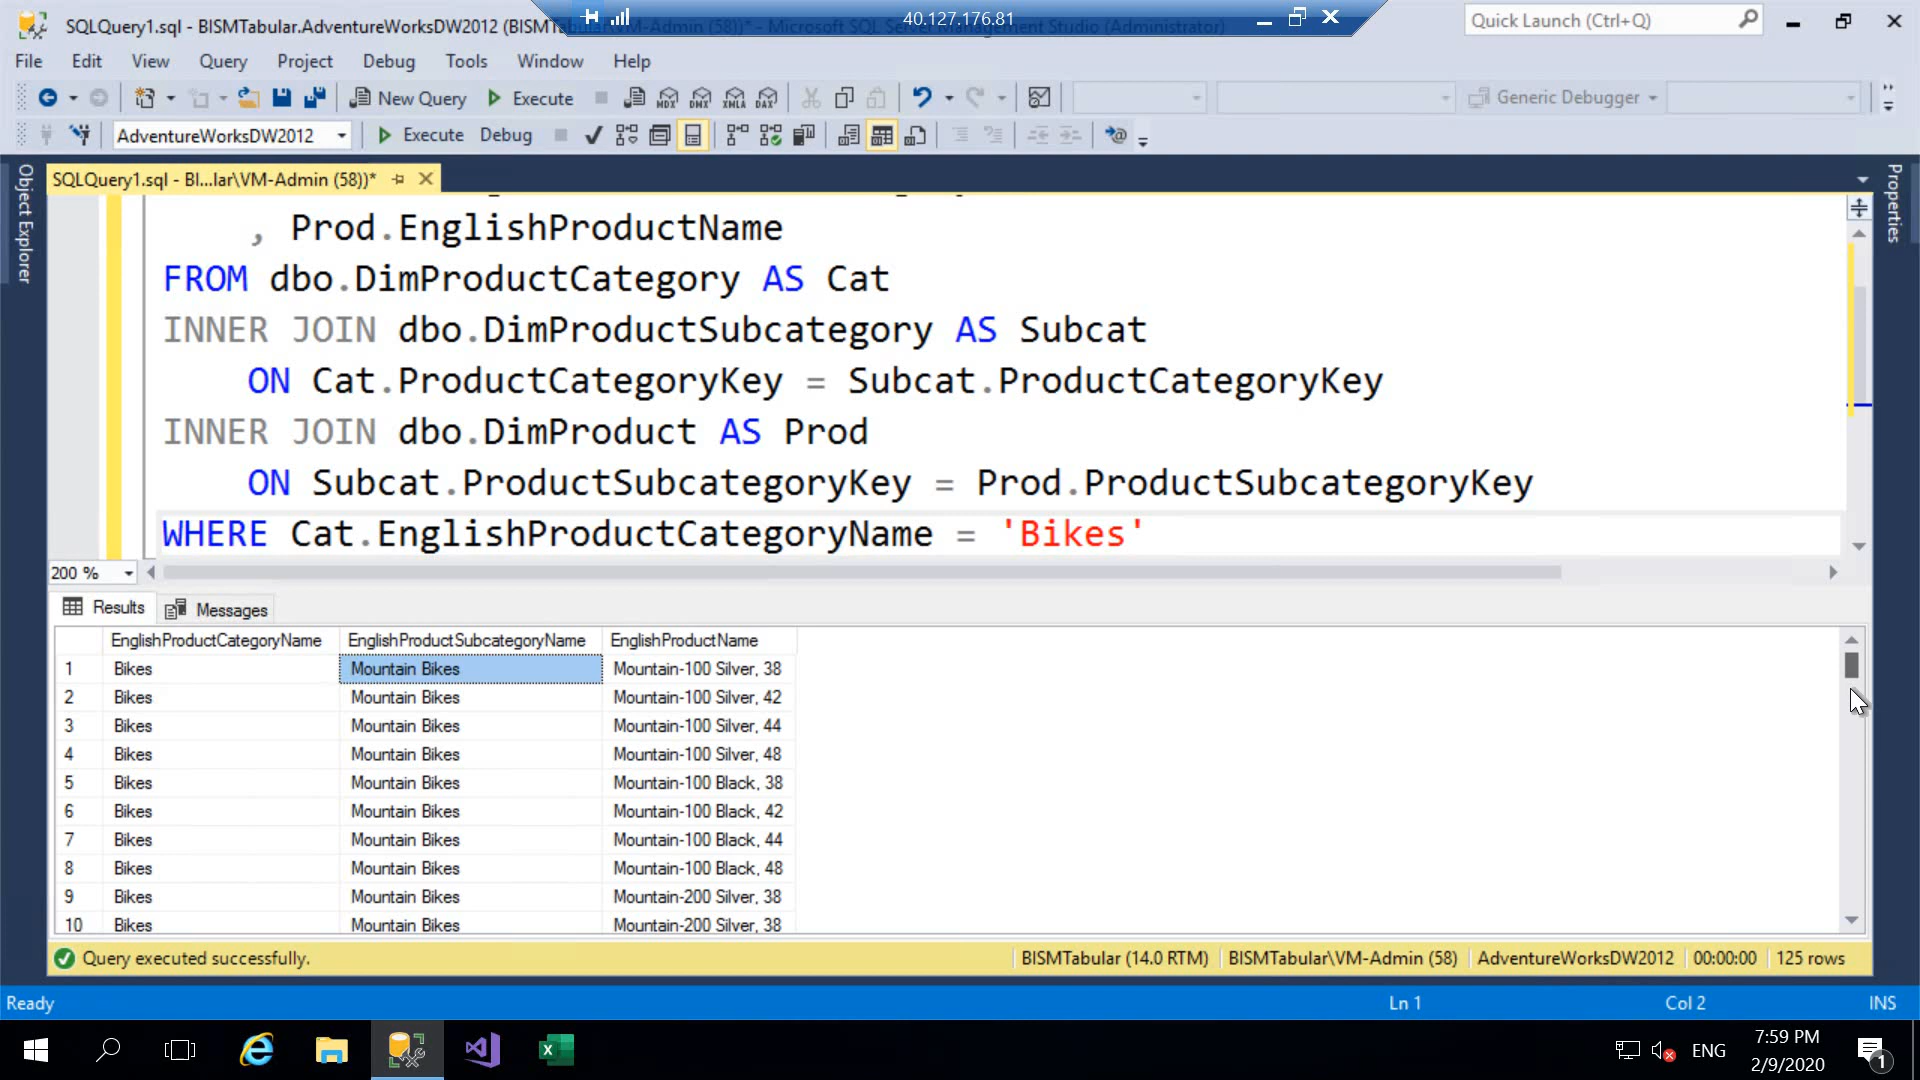 SQLQuery1.sql - BISMTabular.AdventureWorksDW2012 (BISMTabular\VM-Admin (58))* - Microsoft SQL Server Management Studio (Administrator)
40.127.176.81
Quick Launch (Ctrl+Q)
File Edit View Query Project Debug Tools Window Help
New Query Execute MDX DMX XMLA DAX Generic Debugger
AdventureWorksDW2012 Execute Debug
Object Explorer
SQLQuery1.sql - BI...lar\VM-Admin (58))*
Properties
, Prod.EnglishProductName
FROM dbo.DimProductCategory AS Cat
INNER JOIN dbo.DimProductSubcategory AS Subcat
ON Cat.ProductCategoryKey = Subcat.ProductCategoryKey
INNER JOIN dbo.DimProduct AS Prod
ON Subcat.ProductSubcategoryKey = Prod.ProductSubcategoryKey
WHERE Cat.EnglishProductCategoryName = 'Bikes'
200 %
Results Messages
EnglishProductCategoryName EnglishProductSubcategoryName EnglishProductName
1 Bikes Mountain Bikes Mountain-100 Silver, 38
2 Bikes Mountain Bikes Mountain-100 Silver, 42
3 Bikes Mountain Bikes Mountain-100 Silver, 44
4 Bikes Mountain Bikes Mountain-100 Silver, 48
5 Bikes Mountain Bikes Mountain-100 Black, 38
6 Bikes Mountain Bikes Mountain-100 Black, 42
7 Bikes Mountain Bikes Mountain-100 Black, 44
8 Bikes Mountain Bikes Mountain-100 Black, 48
9 Bikes Mountain Bikes Mountain-200 Silver, 38
10 Bikes Mountain Bikes Mountain-200 Silver, 38
Query executed successfully. BISMTabular (14.0 RTM) BISMTabular\VM-Admin (58) AdventureWorksDW2012 00:00:00 125 rows
Ready Ln 1 Col 2 INS
ENG 7:59 PM
2/9/2020
1